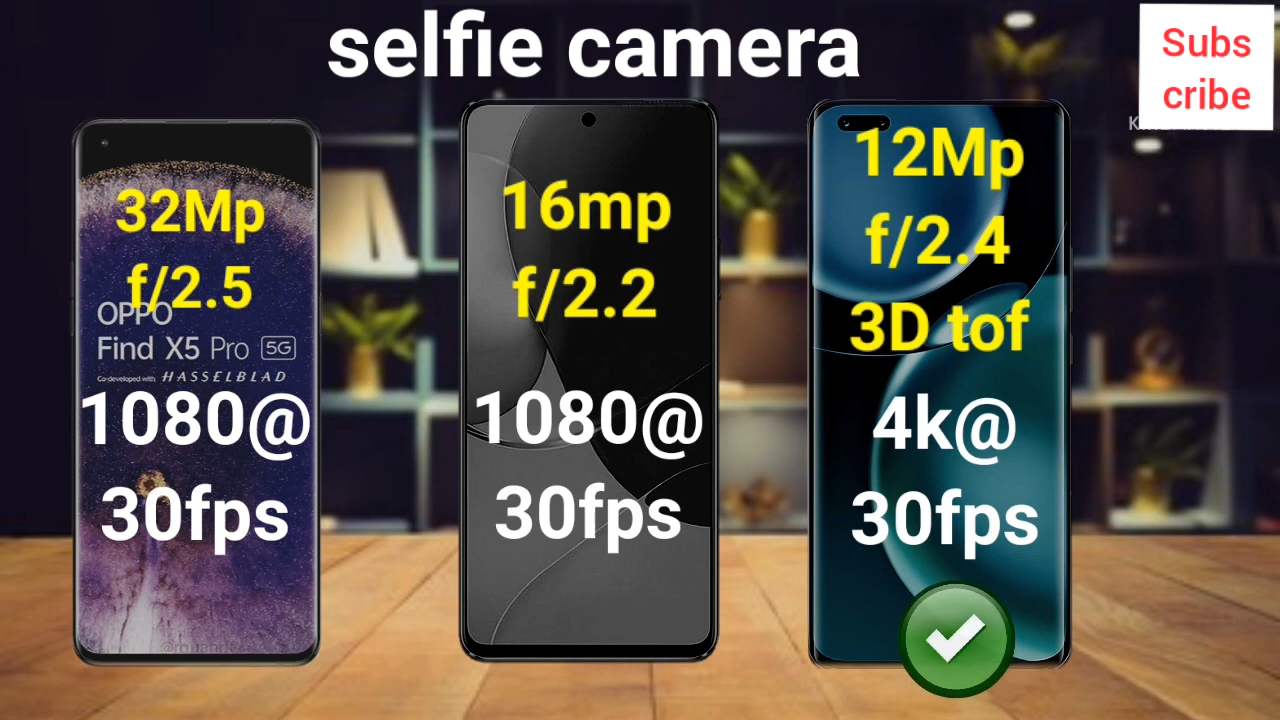 selfie camera
Subs
cribe
32Mp
f/2.5
OPPO
Find X5 Pro 5G
Co-developed with HASSELBLAD
1080@
30fps
16mp
f/2.2
1080@
30fps
12Mp
f/2.4
3D tof
4k@
30fps